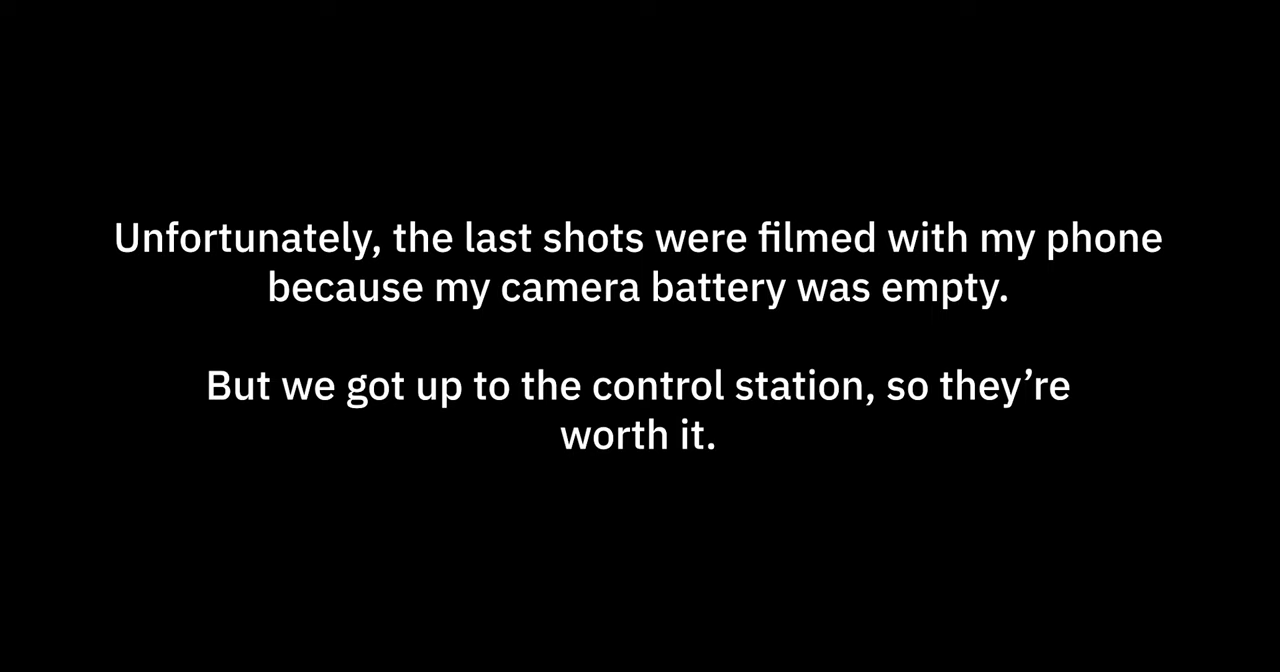 Unfortunately, the last shots were filmed with my phone
because my camera battery was empty.
But we got up to the control station, so they’re
worth it.